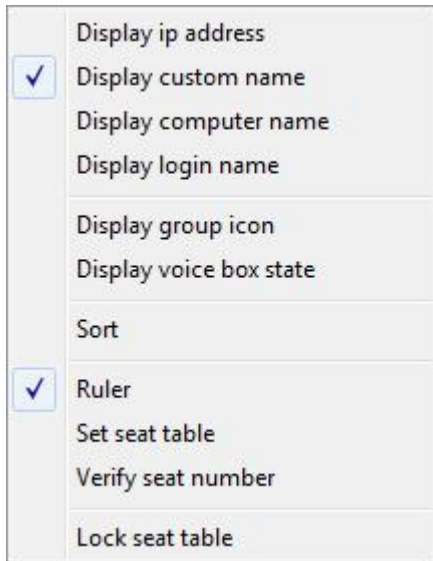 Display ip address
Display custom name
Display computer name
Display login name
Display group icon
Display voice box state
Sort
Ruler
Set seat table
Verify seat number
Lock seat table